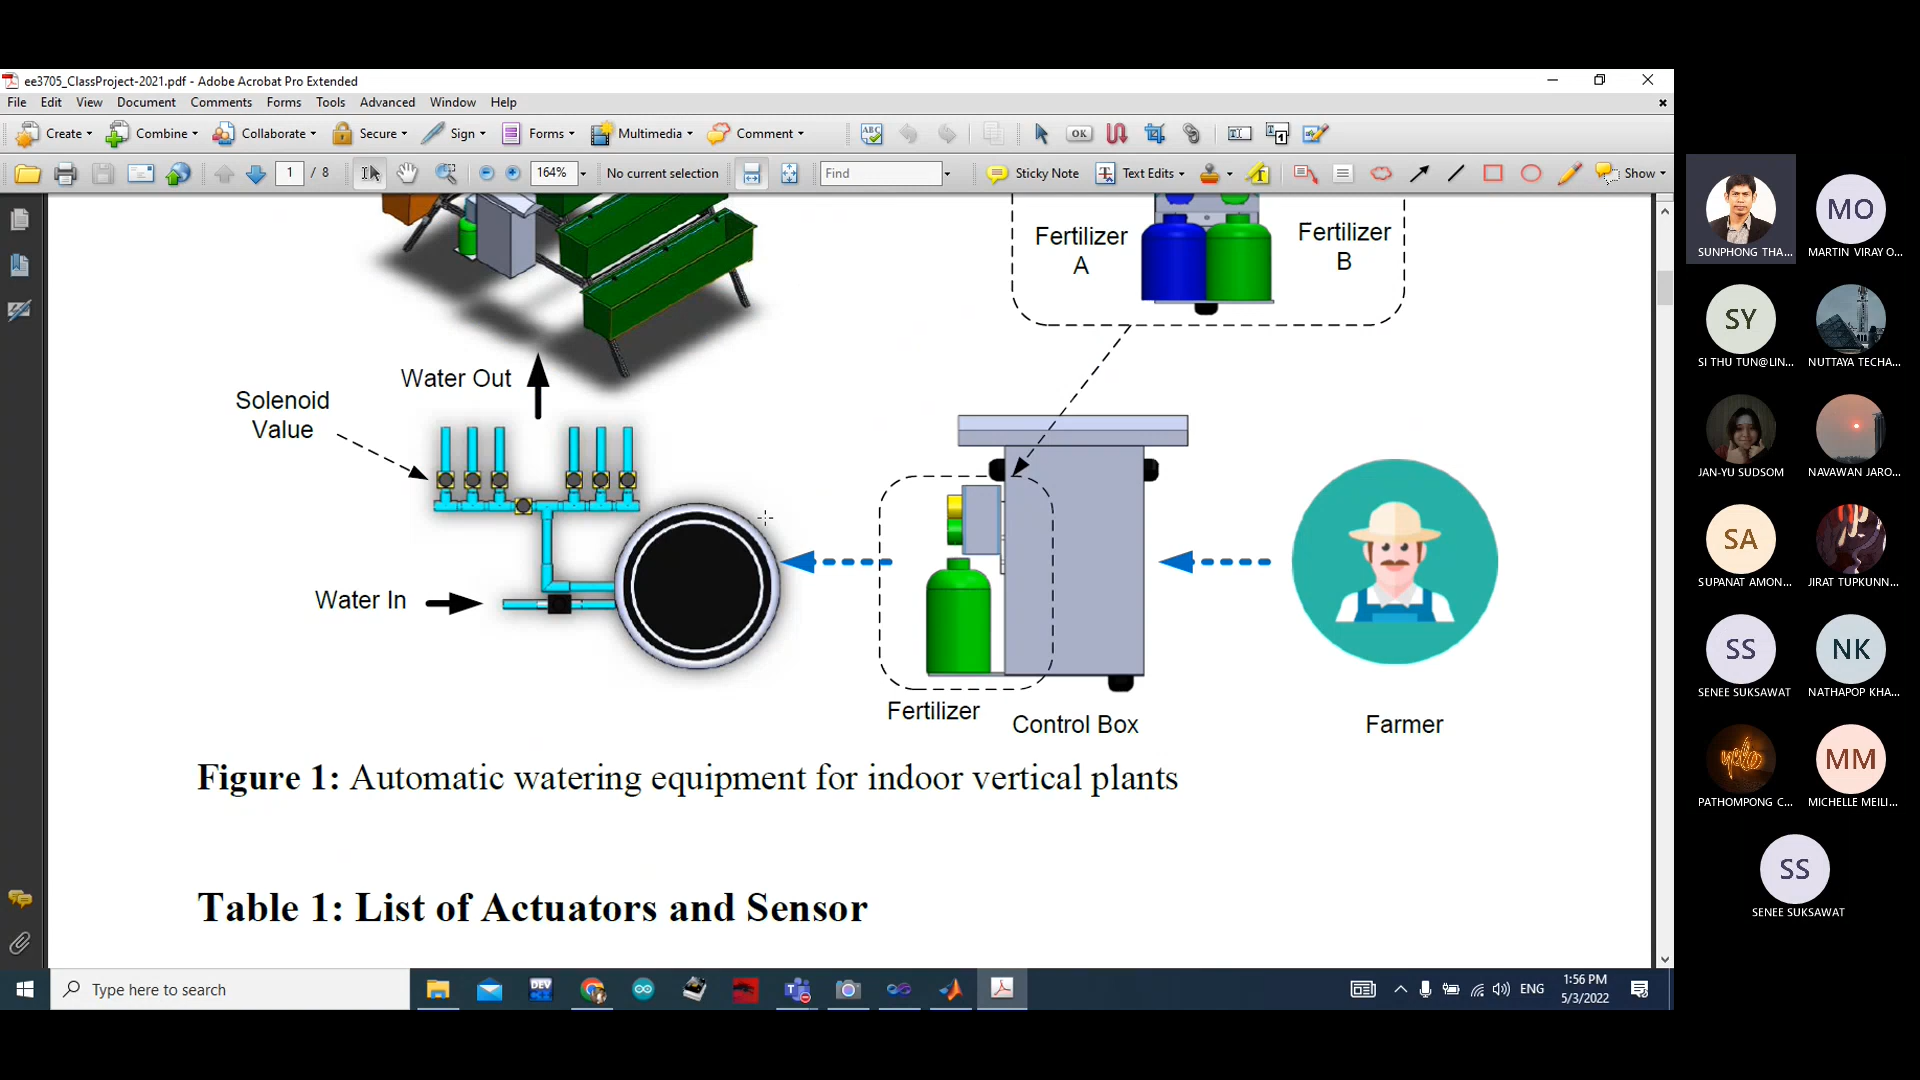 ee3705_ClassProject-2021.pdf - Adobe Acrobat Pro Extended
File Edit View Document Comments Forms Tools Advanced Window Help
Create Combine Collaborate Secure Sign Forms Multimedia Comment
OK
1 / 8 164% No current selection Find Sticky Note Text Edits Show
Fertilizer
A
Fertilizer
B
Water Out
Solenoid
Value
Water In
Fertilizer
Control Box
Farmer
Figure 1: Automatic watering equipment for indoor vertical plants
Table 1: List of Actuators and Sensor
Type here to search
DEV
ENG
1:56 PM
5/3/2022
MO
SUNPHONG THA...
MARTIN VIRAY O...
SY
SI THU TUN@LIN...
NUTTAYA TECHA...
JAN-YU SUDSOM
NAVAWAN JARO...
SA
SUPANAT AMON...
JIRAT TUPKUNN...
SS
NK
SENEE SUKSAWAT
NATHAPOP KHA...
yolo
MM
PATHOMPONG C...
MICHELLE MEILI...
SS
SENEE SUKSAWAT